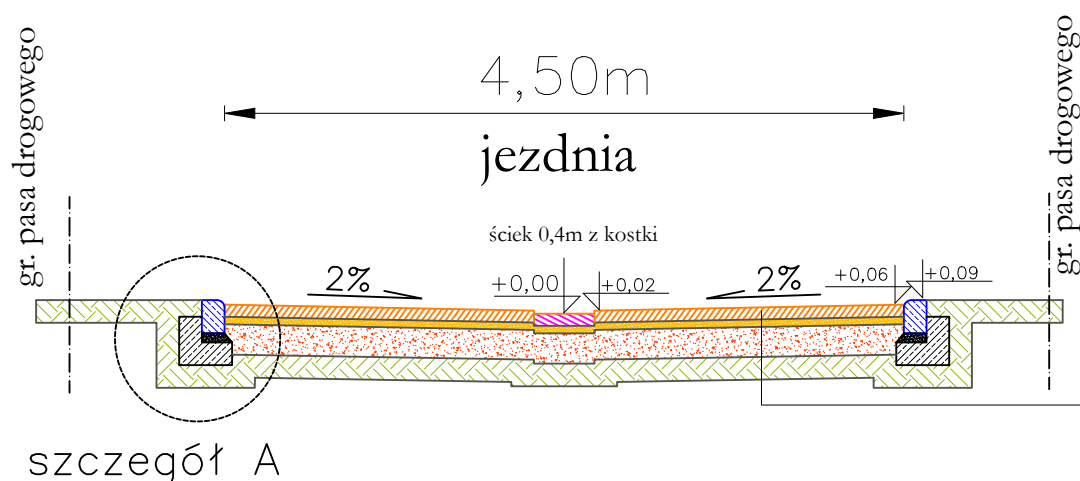 gr. pasa drogowego
4,50m
jezdnia
gr. pasa drogowego
ściek 0,4m z kostki
2%
+0,00
+0,02
2%
+0,06
+0,09
szczegół A